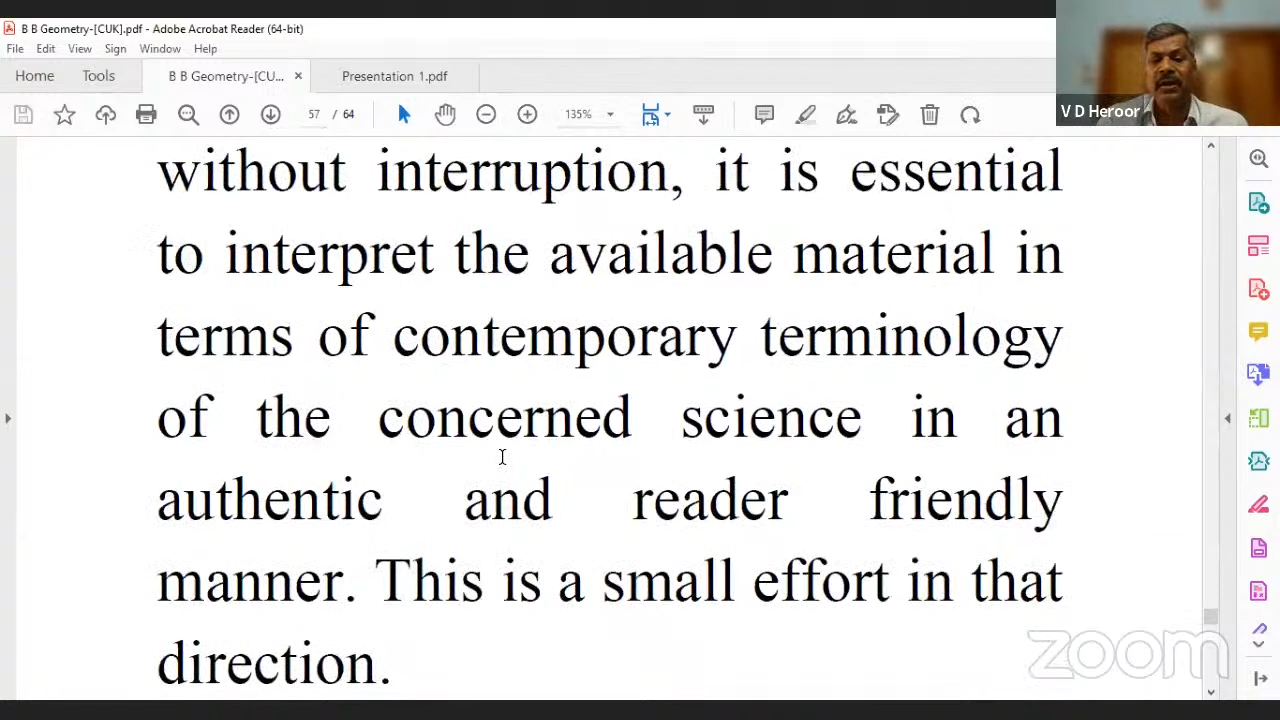 B B Geometry-[CUK].pdf - Adobe Acrobat Reader (64-bit)
File Edit View Sign Window Help
Home Tools B B Geometry-[CU... × Presentation 1.pdf
57 / 64 135%
V D Heroor
without interruption, it is essential
to interpret the available material in
terms of contemporary terminology
of the concerned science in an
authentic and reader friendly
manner. This is a small effort in that
direction.
zoom